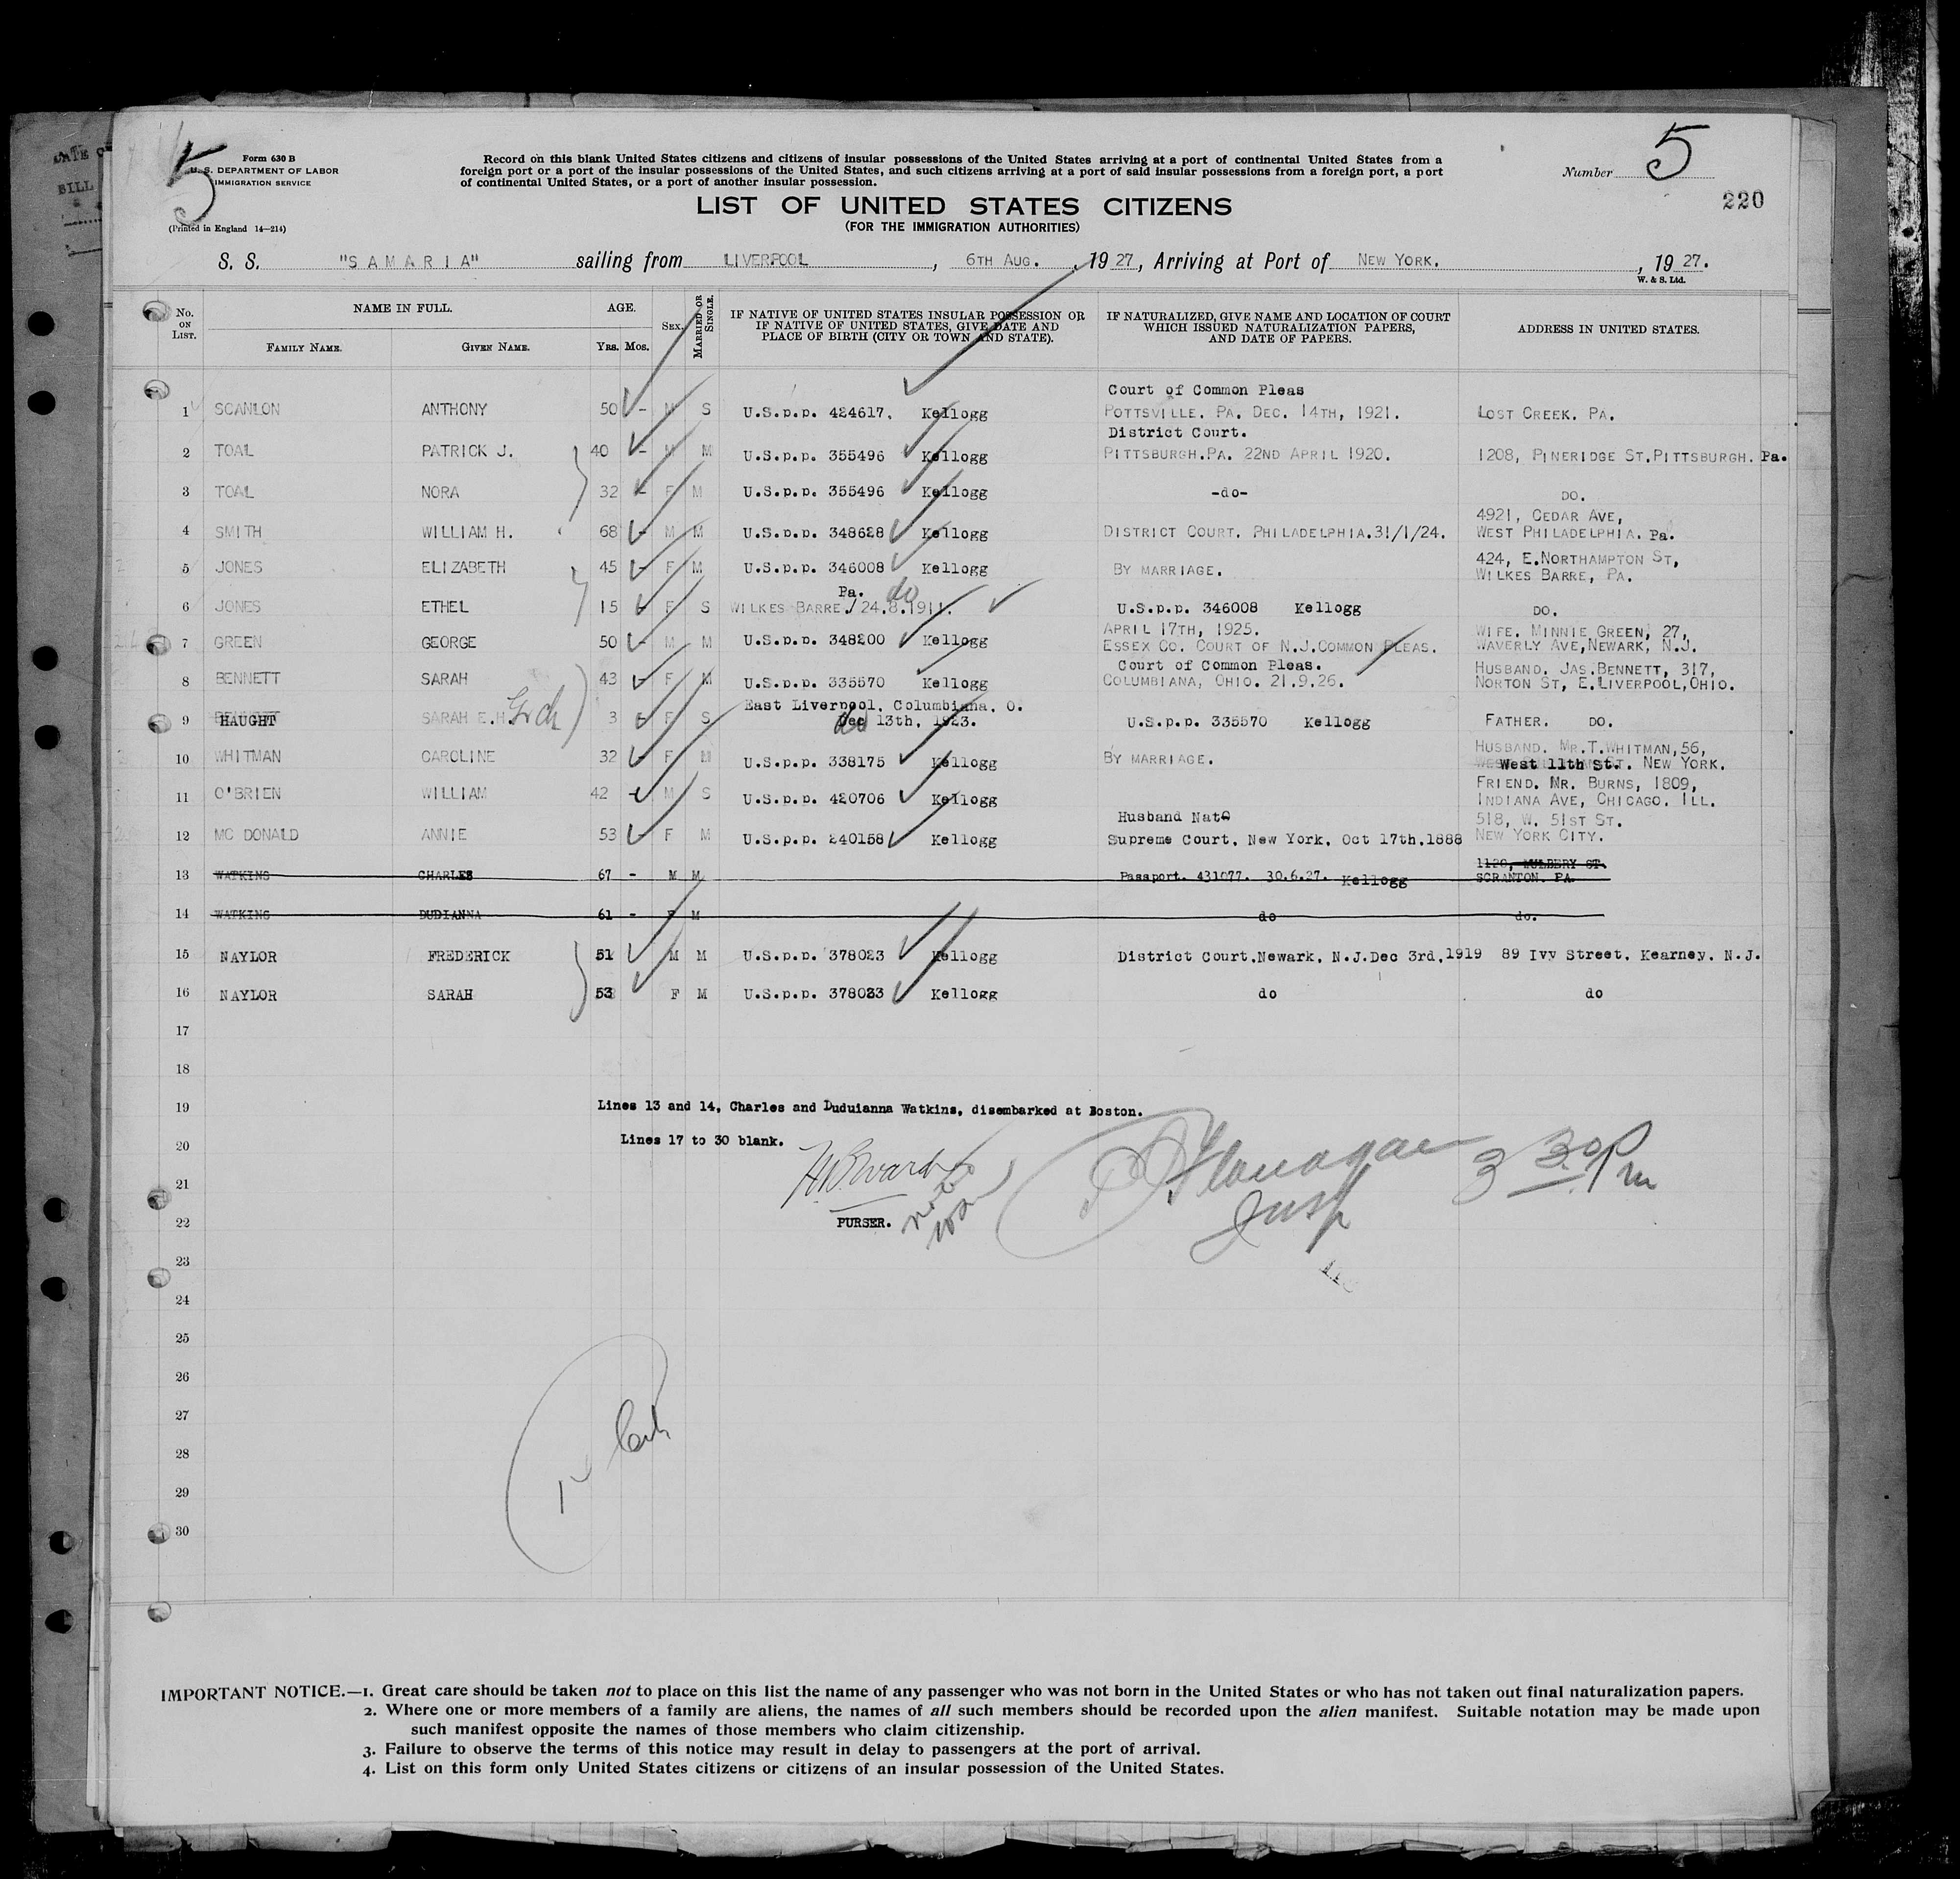 5
Form 630 B
U. S. DEPARTMENT OF LABOR
IMMIGRATION SERVICE
(Printed in England 14—214)
Record on this blank United States citizens and citizens of insular possessions of the United States arriving at a port of continental United States from a
foreign port or a port of the insular possessions of the United States, and such citizens arriving at a port of said insular possessions from a foreign port, a port
of continental United States, or a port of another insular possession.
Number 5
220
LIST OF UNITED STATES CITIZENS
(FOR THE IMMIGRATION AUTHORITIES)
S. S. "SAMARIA" sailing from LIVERPOOL, 6TH AUG. 1927, Arriving at Port of NEW YORK., 1927.
W. & S. Ltd.
No. ON LIST. NAME IN FULL. FAMILY NAME. GIVEN NAME. AGE. YRS. MOS. SEX. MARRIED OR SINGLE. IF NATIVE OF UNITED STATES INSULAR POSSESSION OR IF NATIVE OF UNITED STATES, GIVE DATE AND PLACE OF BIRTH (CITY OR TOWN AND STATE). IF NATURALIZED, GIVE NAME AND LOCATION OF COURT WHICH ISSUED NATURALIZATION PAPERS, AND DATE OF PAPERS. ADDRESS IN UNITED STATES.
Court of Common Pleas
1 SCANLON ANTHONY 50 - M S U.S.p.p. 424617. Kellogg POTTSVILLE. PA. DEC. 14TH, 1921. LOST CREEK. PA.
District Court.
2 TOAL PATRICK J. 40 - M M U.S.p.p. 355496 Kellogg PITTSBURGH.PA. 22ND APRIL 1920. 1208, PINERIDGE ST.PITTSBURGH. Pa.
3 TOAL NORA 32 - F M U.S.p.p. 355496 Kellogg -do- DO.
4921, CEDAR AVE,
4 SMITH WILLIAM H. 68 - M M U.S.p.p. 348628 Kellogg DISTRICT COURT. PHILADELPHIA.31/1/24. WEST PHILADELPHIA. Pa.
424, E.NORTHAMPTON ST,
5 JONES ELIZABETH 45 - F M U.S.p.p. 346008 Kellogg BY MARRIAGE. WILKES BARRE, PA.
Pa. do
6 JONES ETHEL 15 - F S WILKES BARRE./24.8.1911. U.S.p.p. 346008 Kellogg DO.
APRIL 17TH, 1925. WIFE. MINNIE GREEN, 27,
7 GREEN GEORGE 50 - M M U.S.p.p. 348200 Kellogg ESSEX CO. COURT OF N.J.COMMON PLEAS. WAVERLY AVE,NEWARK, N.J.
Court of Common Pleas. HUSBAND. JAS.BENNETT, 317,
8 BENNETT SARAH 43 - F M U.S.p.p. 335570 Kellogg COLUMBIANA, OHIO. 21.9.26. NORTON ST, E.LIVERPOOL,OHIO.
East Liverpool, Columbiana, O.
9 HAUGHT SARAH E.H. Grch 3 - F S Dec 13th, 1923. U.S.p.p. 335570 Kellogg FATHER. DO.
HUSBAND. MR.T.WHITMAN,56,
10 WHITMAN CAROLINE 32 - F M U.S.p.p. 338175 Kellogg BY MARRIAGE. West 11th St.. NEW YORK.
FRIEND. MR. BURNS, 1809,
11 O'BRIEN WILLIAM 42 - M S U.S.p.p. 420706 Kellogg INDIANA AVE, CHICAGO. ILL.
Husband Nat 518, W. 51ST ST.
12 MC DONALD ANNIE 53 - F M U.S.p.p. 240158 Kellogg Supreme Court, New York, Oct 17th,1888 NEW YORK CITY.
1126, MULBERY ST.
13 WATKINS CHARLES 67 - M M Passport. 431077. 30.6.27. Kellogg SCRANTON. PA.
14 WATKINS DUDIANNA 61 - F M do do.
15 NAYLOR FREDERICK 51 M M U.S.p.p. 378023 Kellogg District Court.Newark. N.J.Dec 3rd,1919 89 Ivy Street. Kearney. N.J.
16 NAYLOR SARAH 53 F M U.S.p.p. 378023 Kellogg do do
17
18
19 Lines 13 and 14, Charles and Duduianna Watkins, disembarked at Boston.
20 Lines 17 to 30 blank.
21
22 PURSER.
Flanagan
Insp
3 30 Pm
23
24
25
26
27
28
29
30
IMPORTANT NOTICE.—1. Great care should be taken not to place on this list the name of any passenger who was not born in the United States or who has not taken out final naturalization papers.
2. Where one or more members of a family are aliens, the names of all such members should be recorded upon the alien manifest. Suitable notation may be made upon
such manifest opposite the names of those members who claim citizenship.
3. Failure to observe the terms of this notice may result in delay to passengers at the port of arrival.
4. List on this form only United States citizens or citizens of an insular possession of the United States.